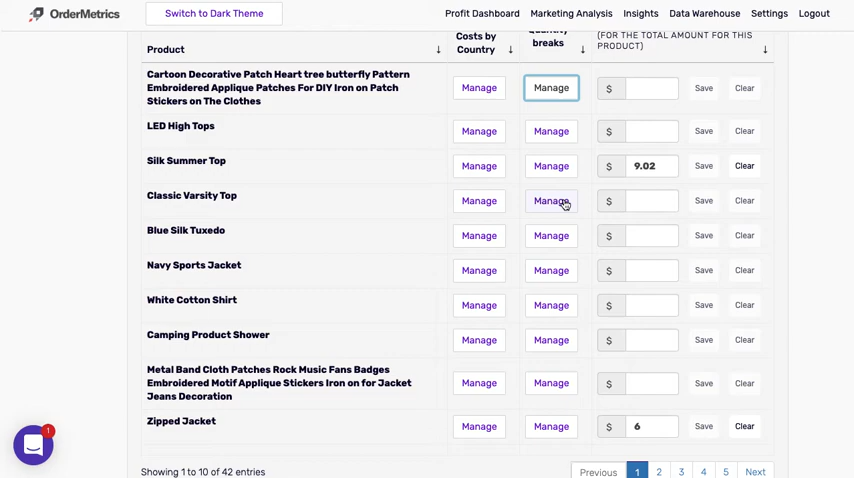 OrderMetrics
Switch to Dark Theme
Profit Dashboard Marketing Analysis Insights Data Warehouse Settings Logout
Product
Costs by
Country
Quantity
breaks
(FOR THE TOTAL AMOUNT FOR THIS
PRODUCT)
Cartoon Decorative Patch Heart tree butterfly Pattern
Embroidered Applique Patches For DIY Iron on Patch
Stickers on The Clothes
Manage Manage $ Save Clear
LED High Tops Manage Manage $ Save Clear
Silk Summer Top Manage Manage $ 9.02 Save Clear
Classic Varsity Top Manage Manage $ Save Clear
Blue Silk Tuxedo Manage Manage $ Save Clear
Navy Sports Jacket Manage Manage $ Save Clear
White Cotton Shirt Manage Manage $ Save Clear
Camping Product Shower Manage Manage $ Save Clear
Metal Band Cloth Patches Rock Music Fans Badges
Embroidered Motif Applique Stickers Iron on for Jacket
Jeans Decoration
Manage Manage $ Save Clear
Zipped Jacket Manage Manage $ 6 Save Clear
1
Showing 1 to 10 of 42 entries
Previous 1 2 3 4 5 Next